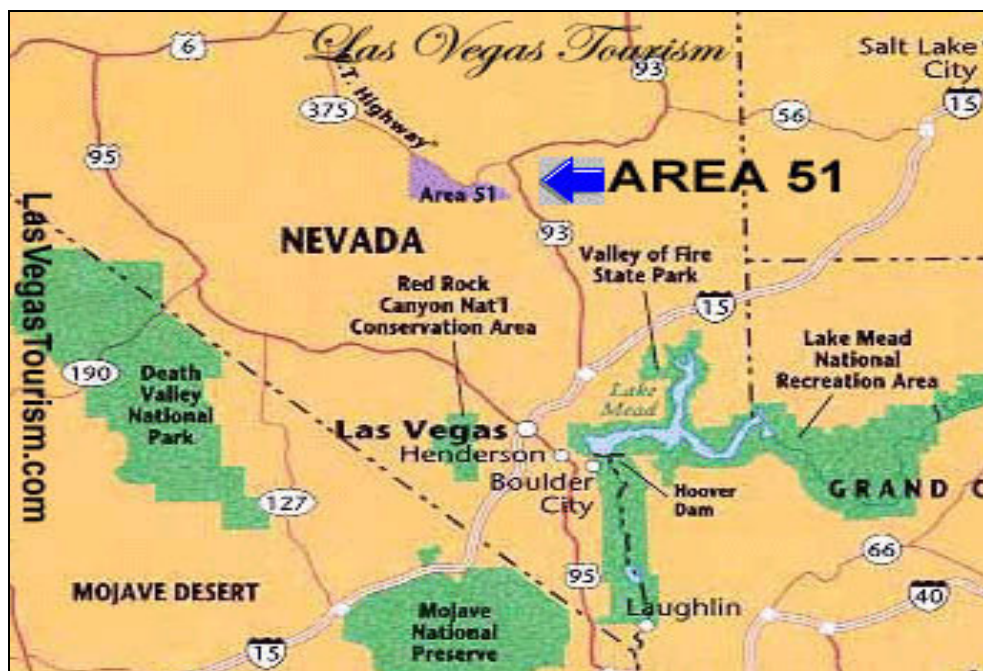 Las Vegas Tourism
Salt Lake
City
6
93
15
.T. Highway
375
56
95
AREA 51
Area 51
LasVegasTourism.com
NEVADA
93
Valley of Fire
State Park
Red Rock
Canyon Nat'l
Conservation Area
15
Lake Mead
National
Recreation Area
190
Death
Valley
National
Park
Lake
Mead
Las Vegas
Henderson
Boulder
City
Hoover
Dam
GRAND C
127
66
MOJAVE DESERT
95
40
Laughlin
Mojave
National
Preserve
15